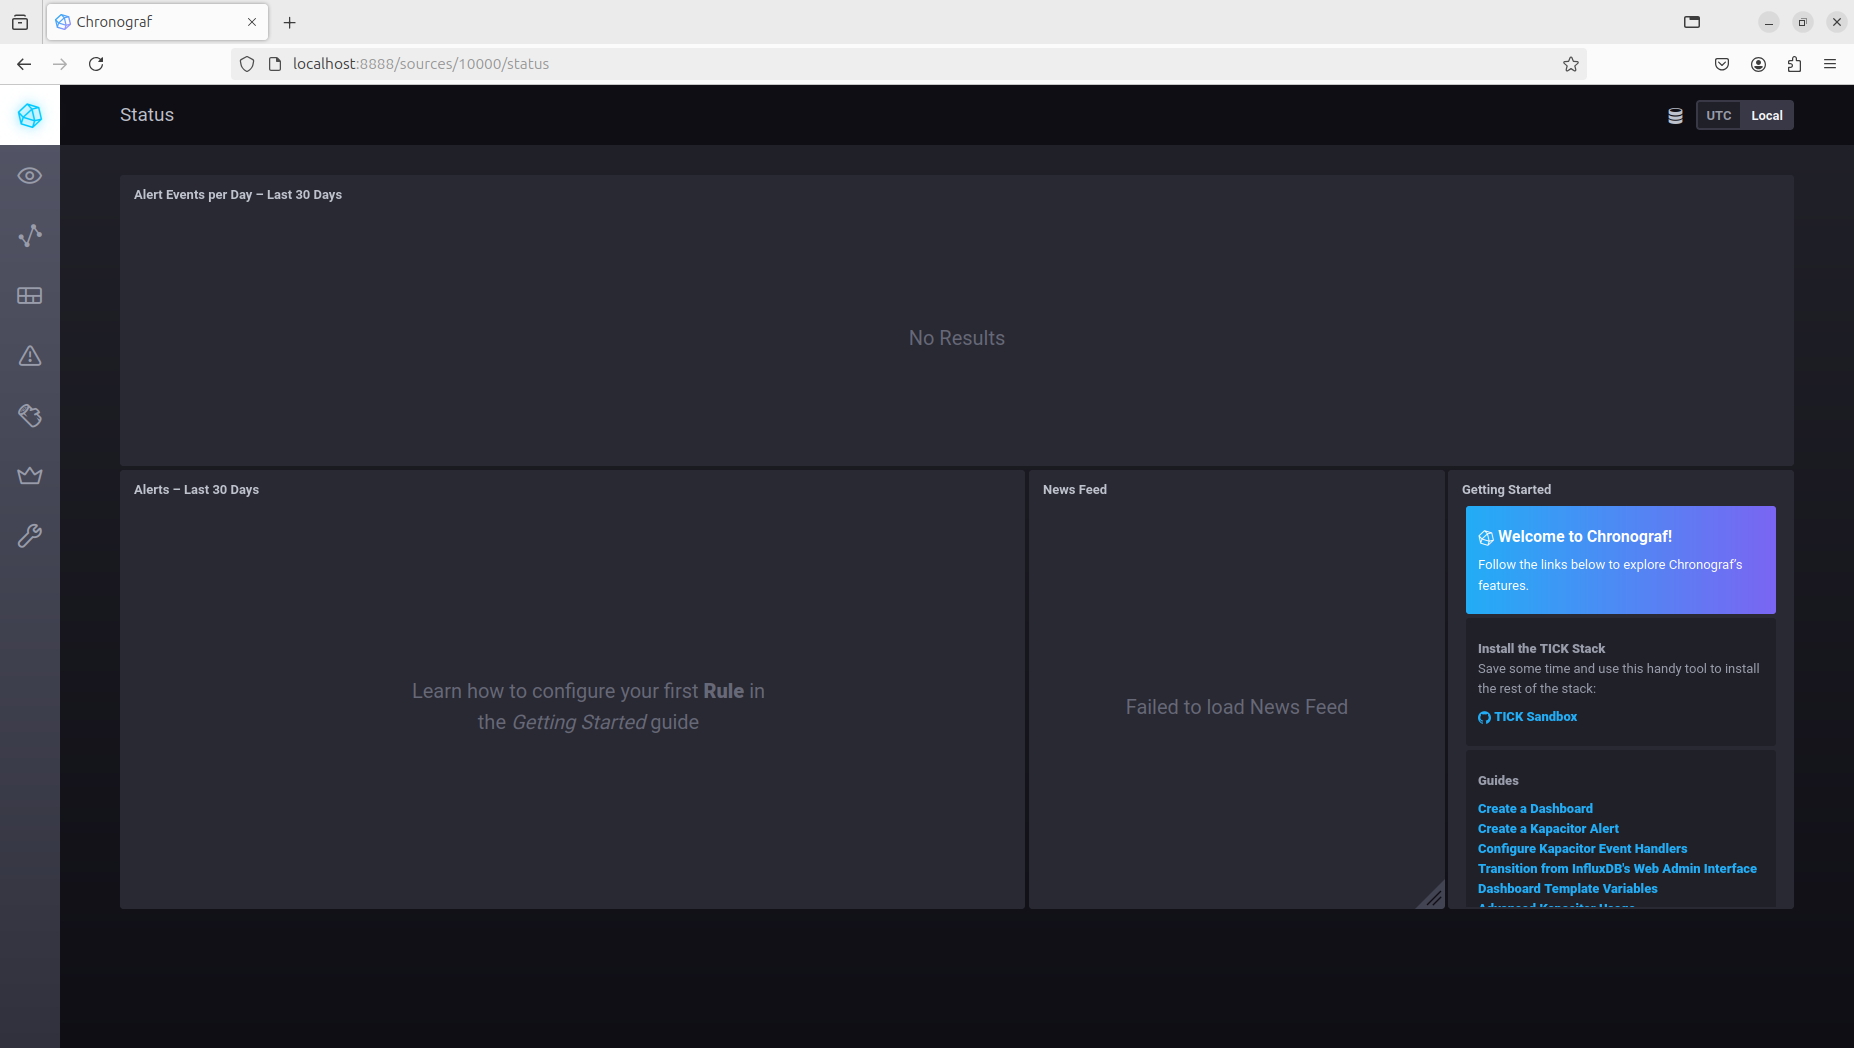 Chronograf
localhost:8888/sources/10000/status
Status
UTC
Local
Alert Events per Day – Last 30 Days
No Results
Alerts – Last 30 Days
Learn how to configure your first Rule in
the Getting Started guide
News Feed
Failed to load News Feed
Getting Started
Welcome to Chronograf!
Follow the links below to explore Chronograf's
features.
Install the TICK Stack
Save some time and use this handy tool to install
the rest of the stack:
TICK Sandbox
Guides
Create a Dashboard
Create a Kapacitor Alert
Configure Kapacitor Event Handlers
Transition from InfluxDB's Web Admin Interface
Dashboard Template Variables
Advanced Kapacitor Usage